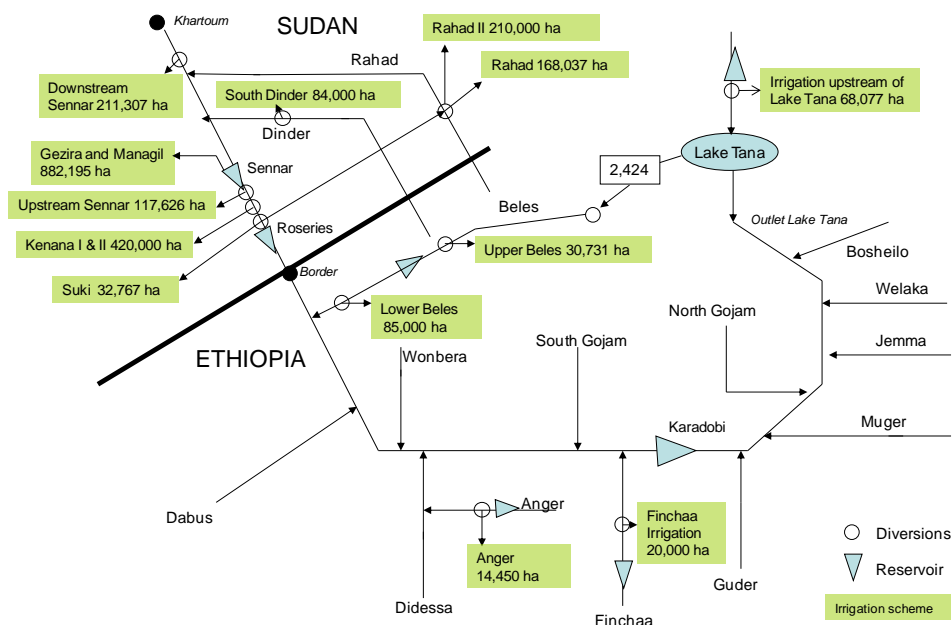 Khartoum
SUDAN
Rahad II 210,000 ha
Rahad
Rahad 168,037 ha
Downstream
Sennar 211,307 ha
South Dinder 84,000 ha
Dinder
Irrigation upstream of
Lake Tana 68,077 ha
Gezira and Managil
882,195 ha
Sennar
Lake Tana
2,424
Upstream Sennar 117,626 ha
Beles
Outlet Lake Tana
Roseries
Kenana I & II 420,000 ha
Upper Beles 30,731 ha
Bosheilo
Suki 32,767 ha
Border
Welaka
Lower Beles
85,000 ha
North Gojam
ETHIOPIA
Wonbera
South Gojam
Jemma
Karadobi
Muger
Dabus
Anger
Finchaa
Irrigation
20,000 ha
Diversions
Anger
14,450 ha
Reservoir
Guder
Didessa
Finchaa
Irrigation scheme